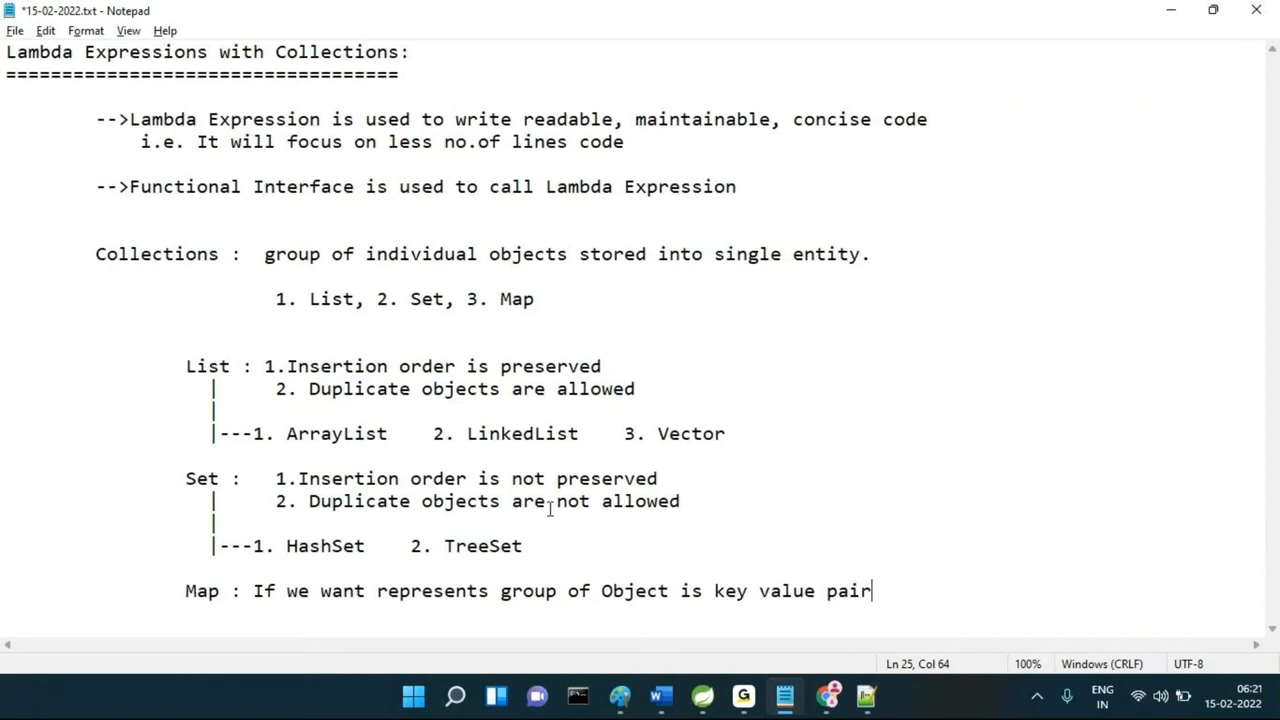 *15-02-2022.txt - Notepad
File Edit Format View Help
Lambda Expressions with Collections:
===================================
-->Lambda Expression is used to write readable, maintainable, concise code
i.e. It will focus on less no.of lines code
-->Functional Interface is used to call Lambda Expression
Collections : group of individual objects stored into single entity.
1. List, 2. Set, 3. Map
List : 1.Insertion order is preserved
| 2. Duplicate objects are allowed
|
|---1. ArrayList 2. LinkedList 3. Vector
Set : 1.Insertion order is not preserved
| 2. Duplicate objects are not allowed
|
|---1. HashSet 2. TreeSet
Map : If we want represents group of Object is key value pair
Ln 25, Col 64 100% Windows (CRLF) UTF-8
ENG 06:21
IN 15-02-2022